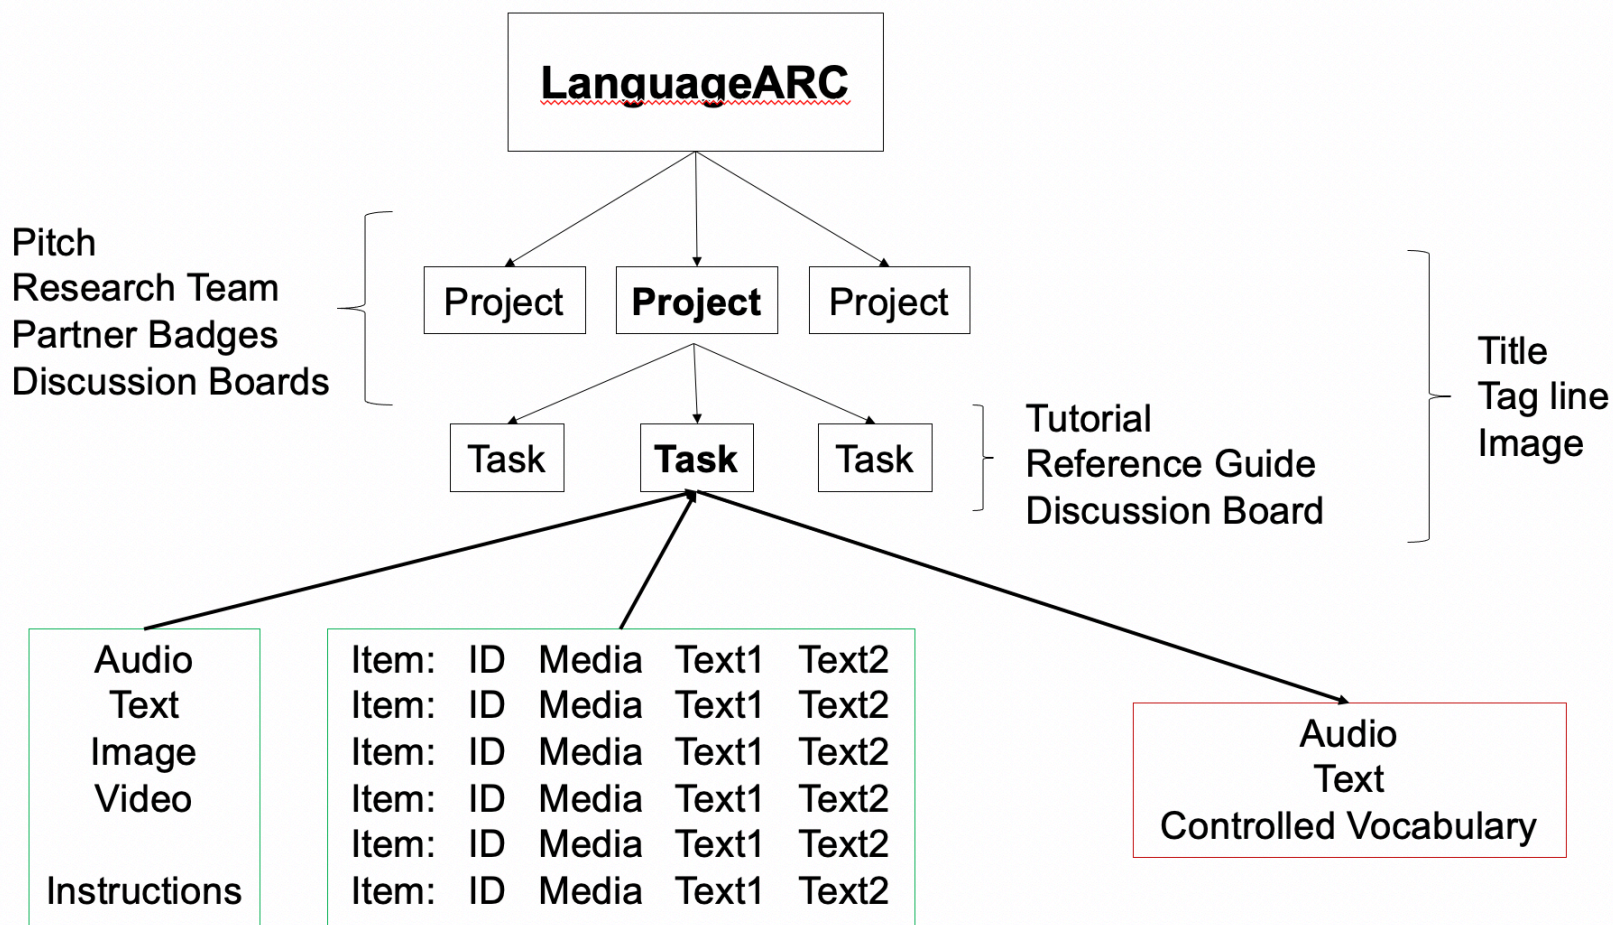 LanguageARC
Pitch
Research Team
Partner Badges
Discussion Boards
Project
Project
Project
Title
Tag line
Image
Task
Task
Task
Tutorial
Reference Guide
Discussion Board
Audio
Text
Image
Video
Instructions
Item: ID Media Text1 Text2
Item: ID Media Text1 Text2
Item: ID Media Text1 Text2
Item: ID Media Text1 Text2
Item: ID Media Text1 Text2
Item: ID Media Text1 Text2
Audio
Text
Controlled Vocabulary